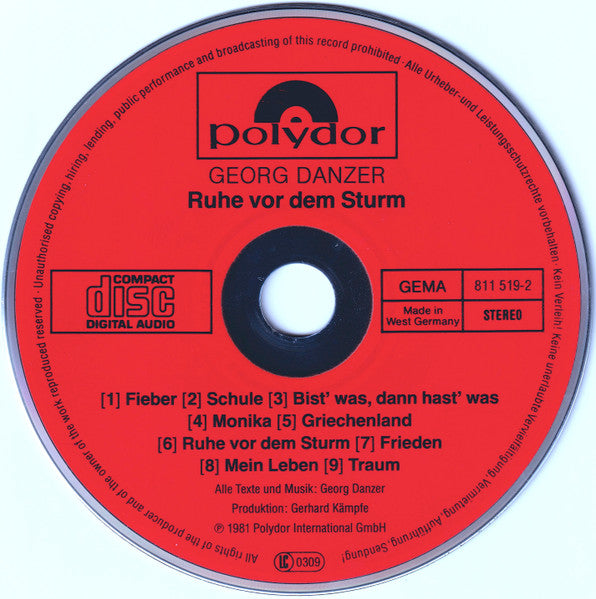 polydor
GEORG DANZER
Ruhe vor dem Sturm
COMPACT
disc
DIGITAL AUDIO
GEMA
811 519-2
Made in
West Germany
STEREO
[1] Fieber [2] Schule [3] Bist' was, dann hast' was
[4] Monika [5] Griechenland
[6] Ruhe vor dem Sturm [7] Frieden
[8] Mein Leben [9] Traum
Alle Texte und Musik: Georg Danzer
Produktion: Gerhard Kämpfe
℗ 1981 Polydor International GmbH
LC 0309
All rights of the producer and of the owner of the work reproduced reserved · Unauthorised copying, hiring, lending, public performance and broadcasting of this record prohibited · Alle Urheber-und Leistungsschutzrechte vorbehalten · Kein Verleih! Keine unerlaubte Vervielfältigung, Vermietung, Aufführung, Sendung!